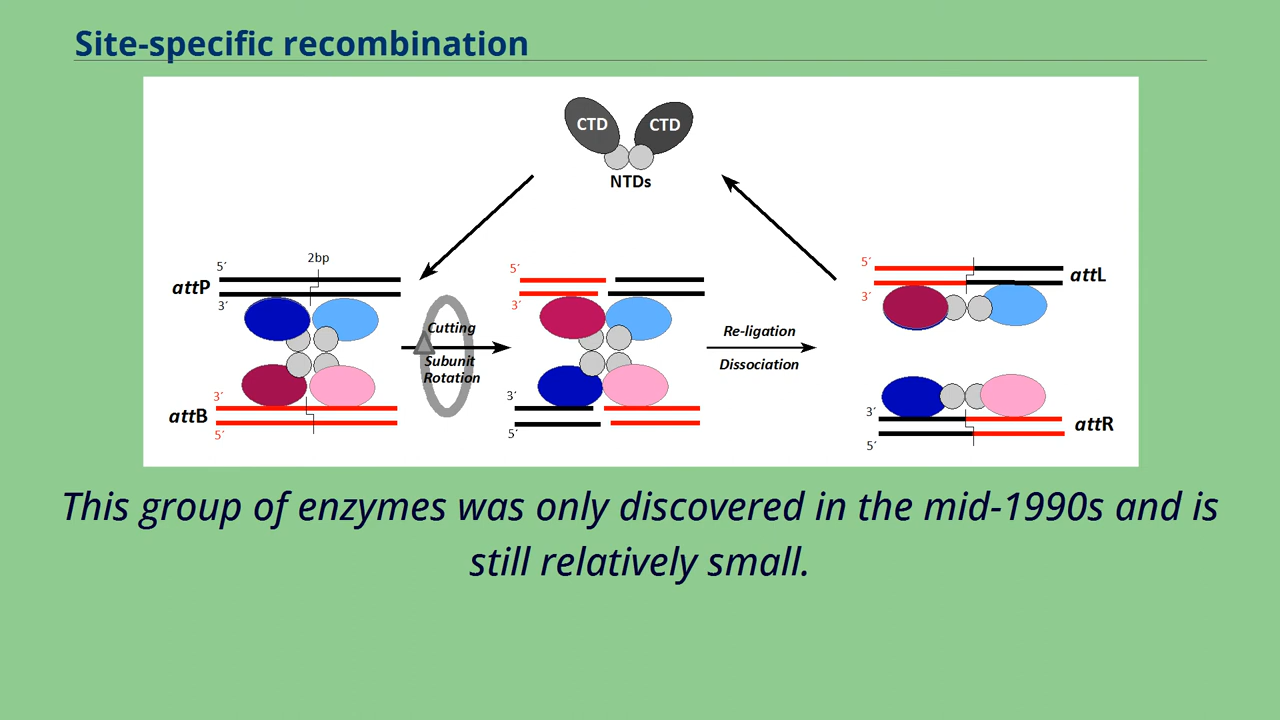 Site-specific recombination
CTD CTD
NTDs
5´ 2bp
attP
3´
3´
attB
5´
Cutting
Subunit
Rotation
5´
3´
3´
5´
Re-ligation
Dissociation
5´
attL
3´
3´
attR
5´
This group of enzymes was only discovered in the mid-1990s and is
still relatively small.